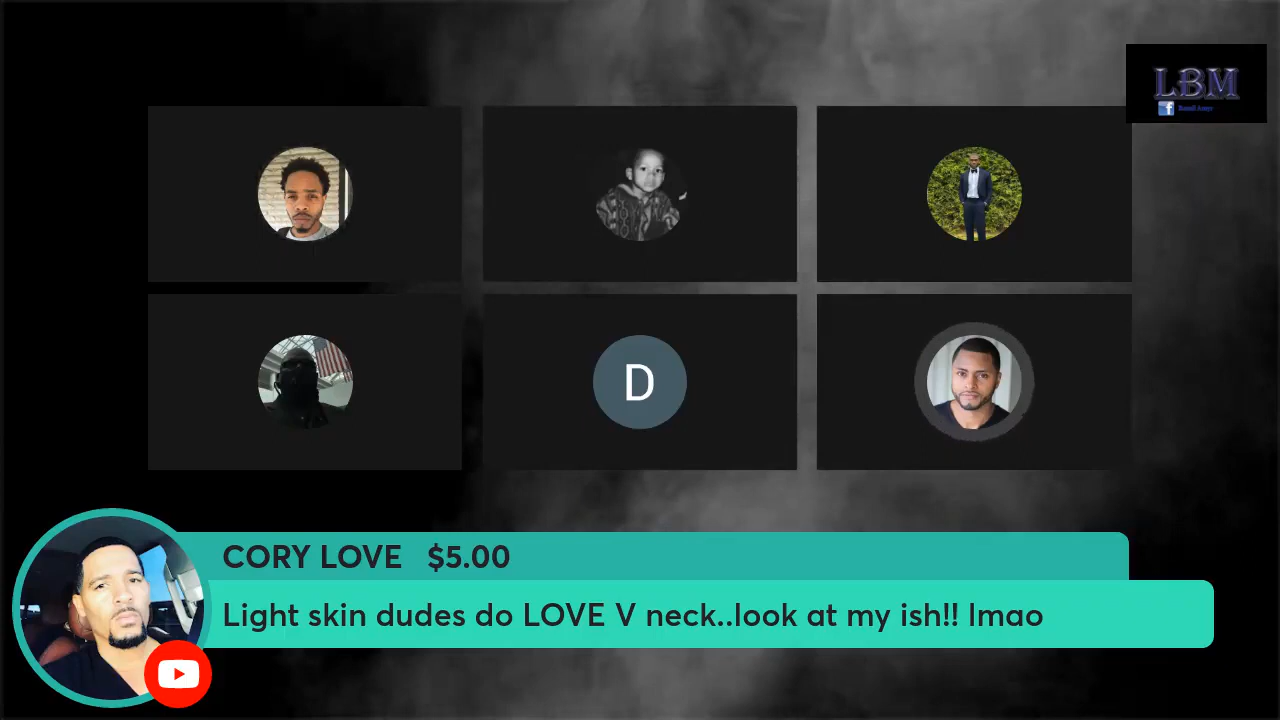 LBM
D
CORY LOVE $5.00
Light skin dudes do LOVE V neck..look at my ish!! lmao